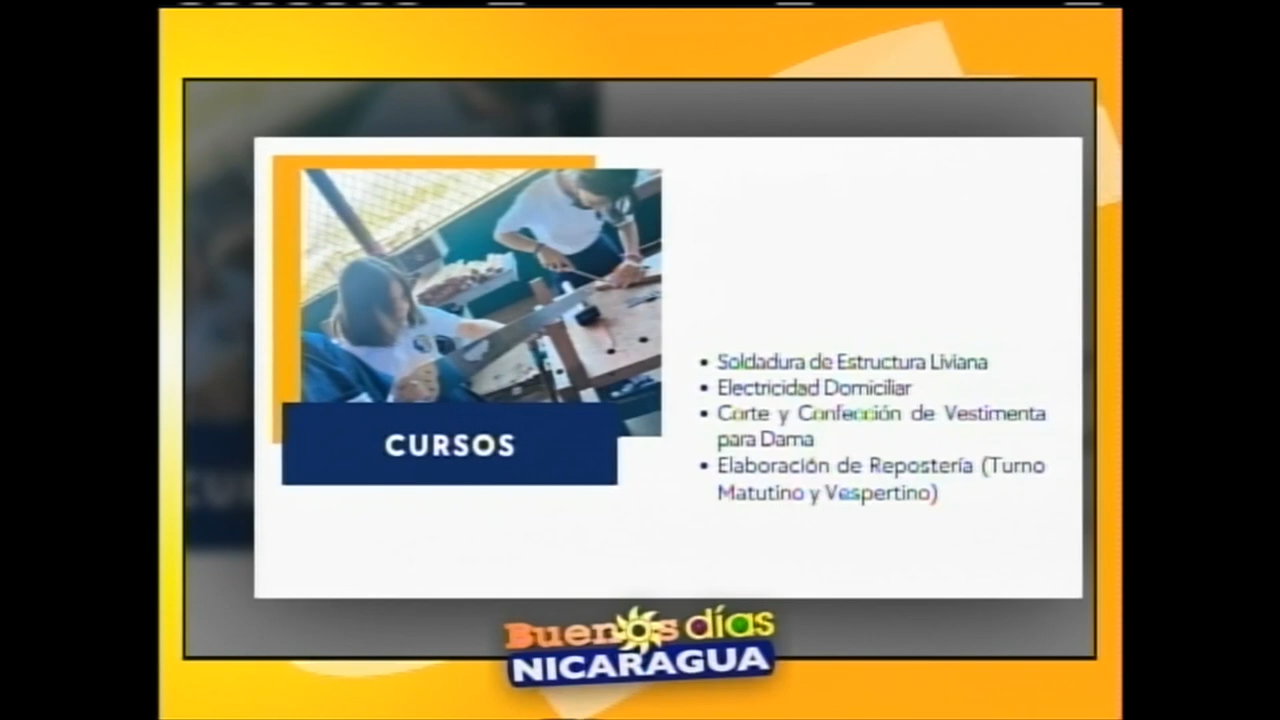 CURSOS
• Soldadura de Estructura Liviana
• Electricidad Domiciliar
• Corte y Confección de Vestimenta
para Dama
• Elaboración de Repostería (Turno
Matutino y Vespertino)
Buenos días
NICARAGUA